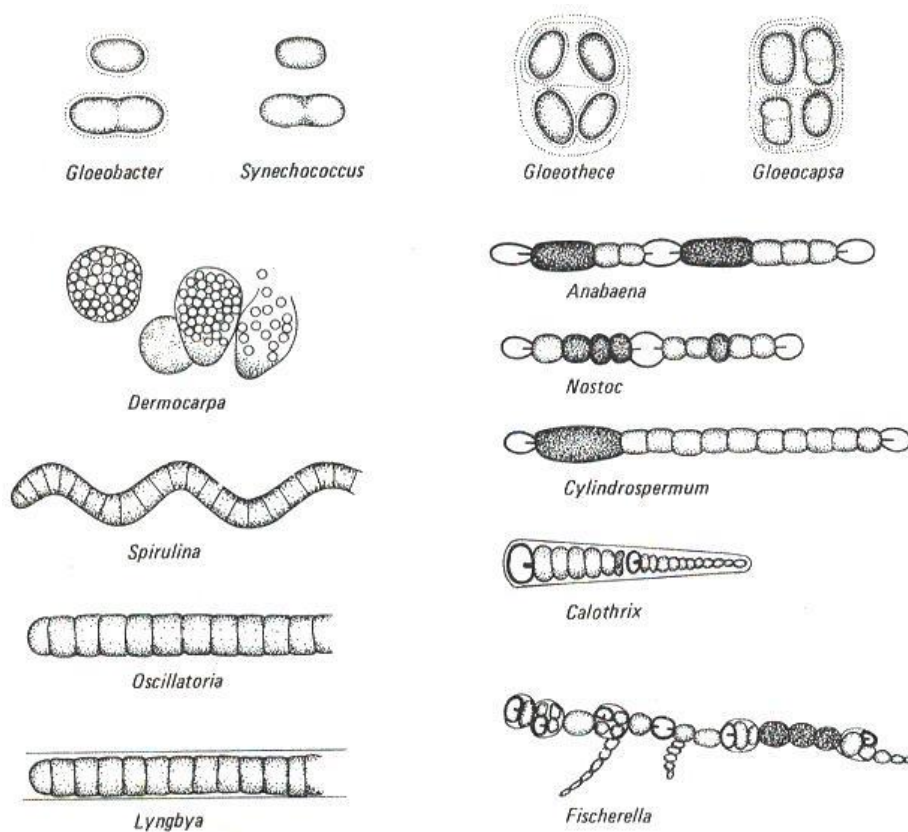 Gloeobacter
Synechococcus
Gloeothece
Gloeocapsa
Dermocarpa
Anabaena
Nostoc
Cylindrospermum
Spirulina
Calothrix
Oscillatoria
Lyngbya
Fischerella